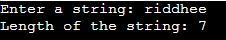 Enter a string: riddhee
Length of the string: 7